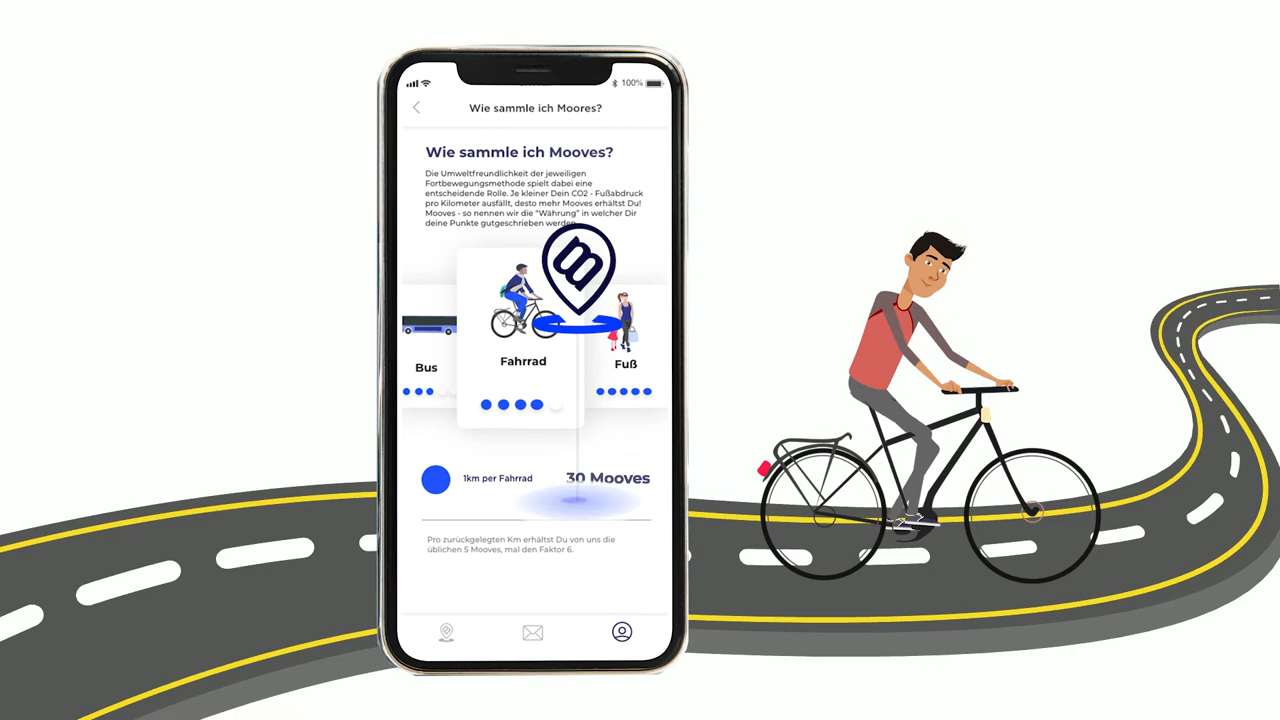 100%
Wie sammle ich Moores?
Wie sammle ich Mooves?
Die Umweltfreundlichkeit der jeweiligen
Fortbewegungsmethode spielt dabei eine
entscheidende Rolle. Je kleiner Dein CO2 - Fußabdruck
pro Kilometer ausfällt, desto mehr Mooves erhältst Du!
Mooves - so nennen wir die "Währung" in welcher Dir
deine Punkte gutgeschrieben werden.
Bus
Fahrrad
Fuß
1km per Fahrrad
30 Mooves
Pro zurückgelegten Km erhältst Du von uns die
üblichen 5 Mooves, mal den Faktor 6.